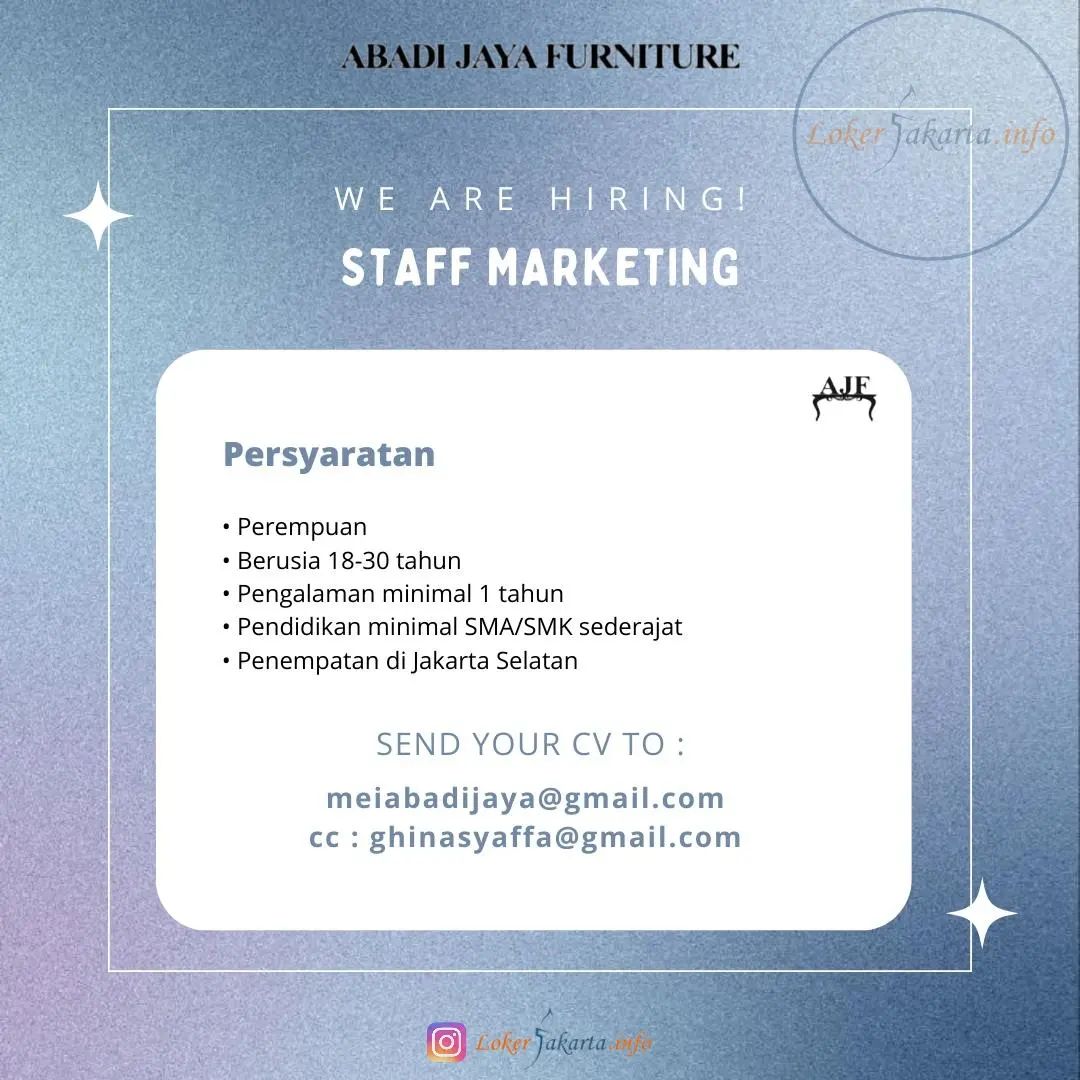 ABADI JAYA FURNITURE
LokerJakarta.info
WE ARE HIRING!
STAFF MARKETING
AJF
Persyaratan
• Perempuan
• Berusia 18-30 tahun
• Pengalaman minimal 1 tahun
• Pendidikan minimal SMA/SMK sederajat
• Penempatan di Jakarta Selatan
SEND YOUR CV TO :
meiabadijaya@gmail.com
cc : ghinasyaffa@gmail.com
LokerJakarta.info